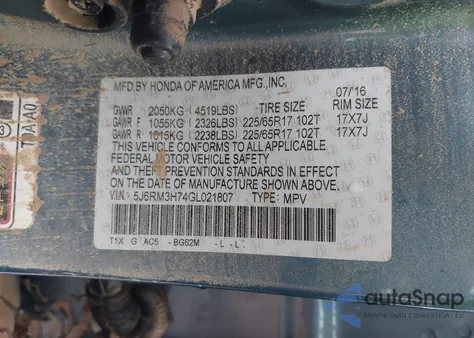 MFD. BY HONDA OF AMERICA MFG., INC. 07/16
GVWR 2050KG (4519LBS) TIRE SIZE RIM SIZE
GAWR F 1055KG (2326LBS) 225/65R17 102T 17X7J
GAWR R 1015KG (2238LBS) 225/65R17 102T 17X7J
THIS VEHICLE CONFORMS TO ALL APPLICABLE
FEDERAL MOTOR VEHICLE SAFETY
AND THEFT PREVENTION STANDARDS
IN EFFECT ON THE DATE OF MANUFACTURE
SHOWN ABOVE.
V.I.N.: 5J6RM3H74GL021807 TYPE: MPV
T1X G AC5 -BG62M -L -L
autoSnap